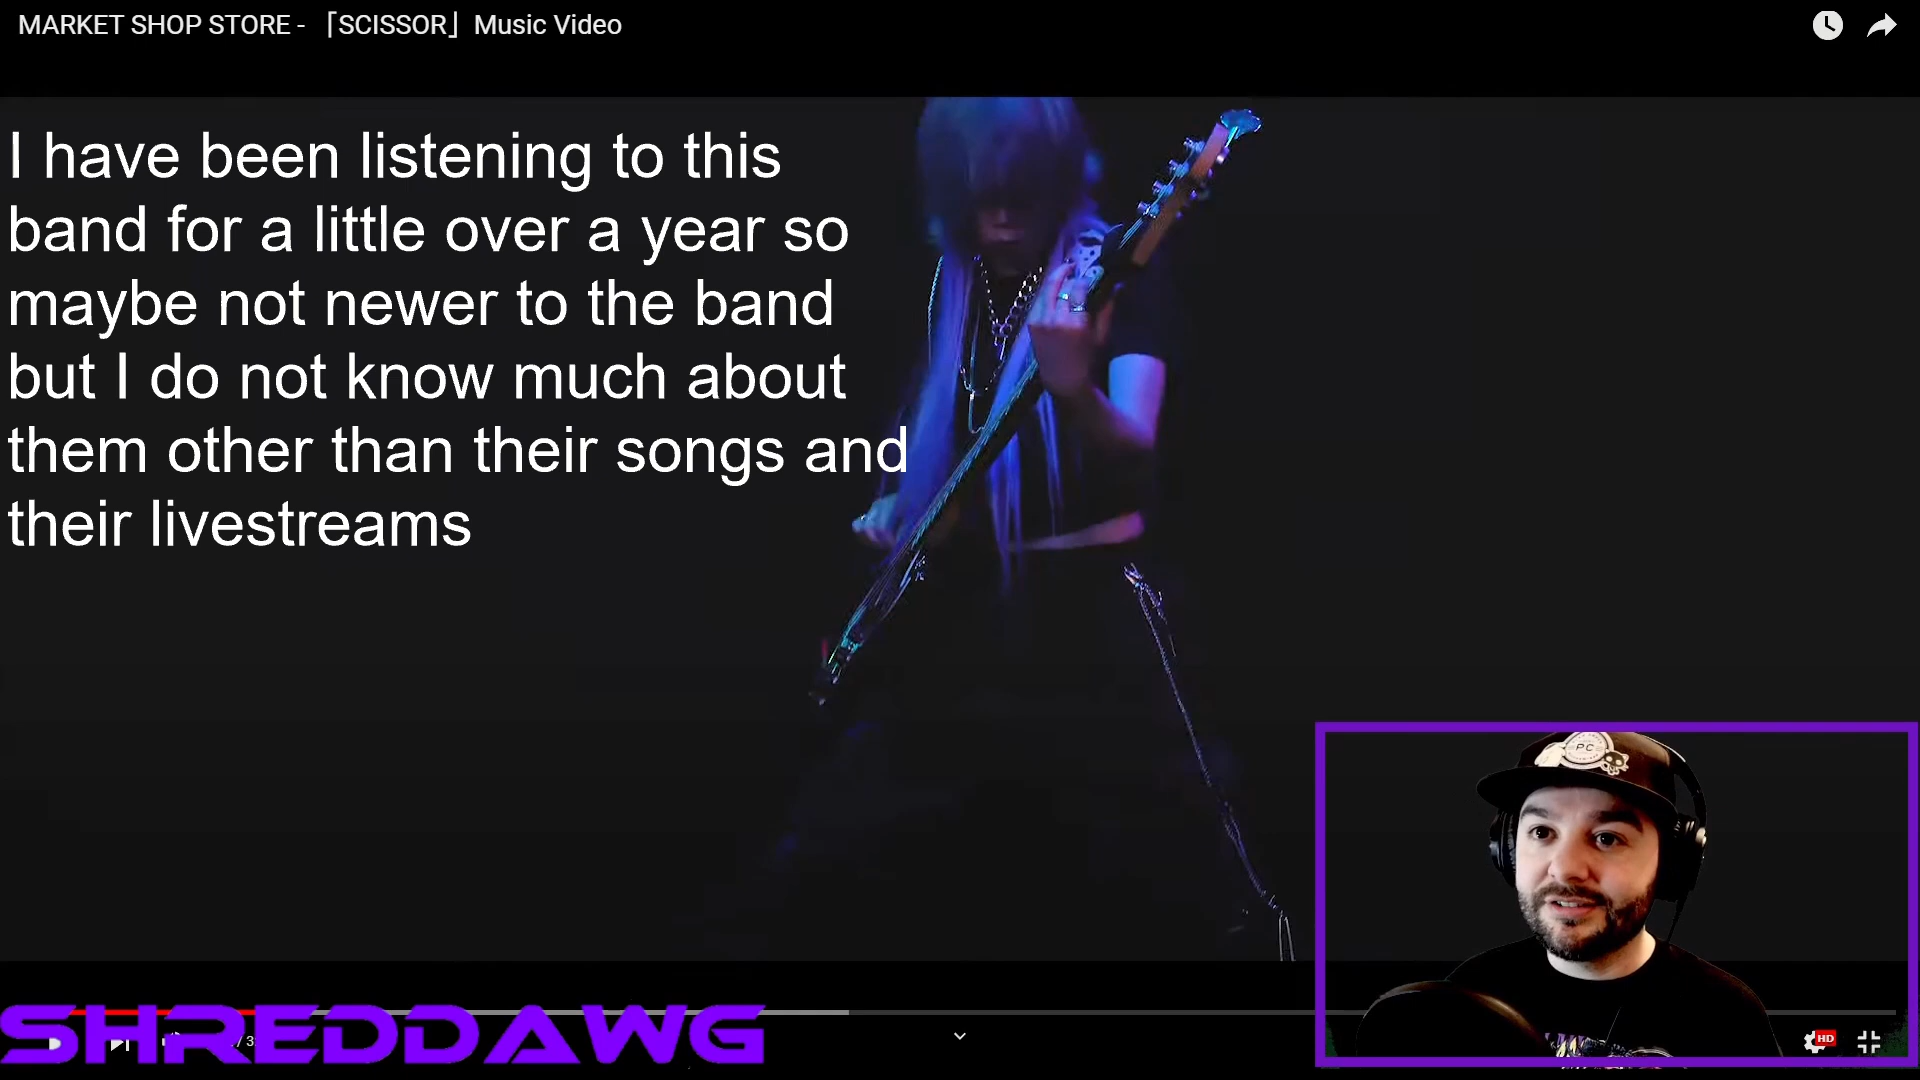 MARKET SHOP STORE - 「SCISSOR」Music Video
I have been listening to this
band for a little over a year so
maybe not newer to the band
but I do not know much about
them other than their songs and
their livestreams
PC
SHREDDAWG
HD